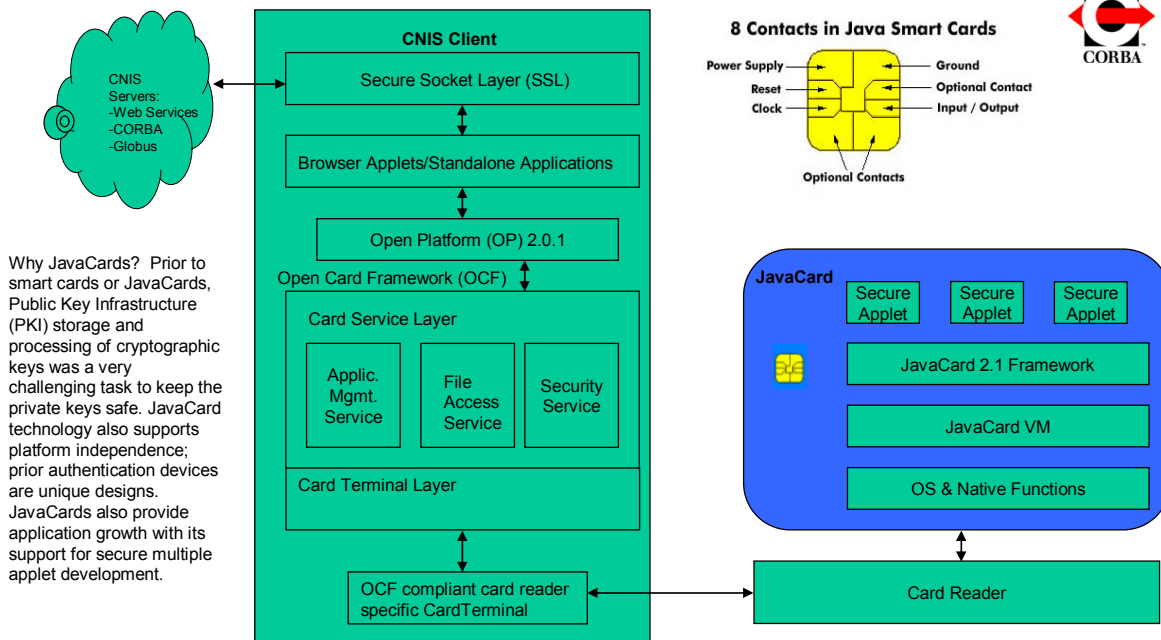 CNIS
Servers:
-Web Services
-CORBA
-Globus
CNIS Client
Secure Socket Layer (SSL)
Browser Applets/Standalone Applications
Open Platform (OP) 2.0.1
Open Card Framework (OCF)
Card Service Layer
Applic.
Mgmt.
Service
File
Access
Service
Security
Service
Card Terminal Layer
OCF compliant card reader
specific CardTerminal
8 Contacts in Java Smart Cards
Power Supply
Reset
Clock
Ground
Optional Contact
Input / Output
Optional Contacts
CORBA
Why JavaCards? Prior to
smart cards or JavaCards,
Public Key Infrastructure
(PKI) storage and
processing of cryptographic
keys was a very
challenging task to keep the
private keys safe. JavaCard
technology also supports
platform independence;
prior authentication devices
are unique designs.
JavaCards also provide
application growth with its
support for secure multiple
applet development.
JavaCard
Secure
Applet
Secure
Applet
Secure
Applet
JavaCard 2.1 Framework
JavaCard VM
OS & Native Functions
Card Reader